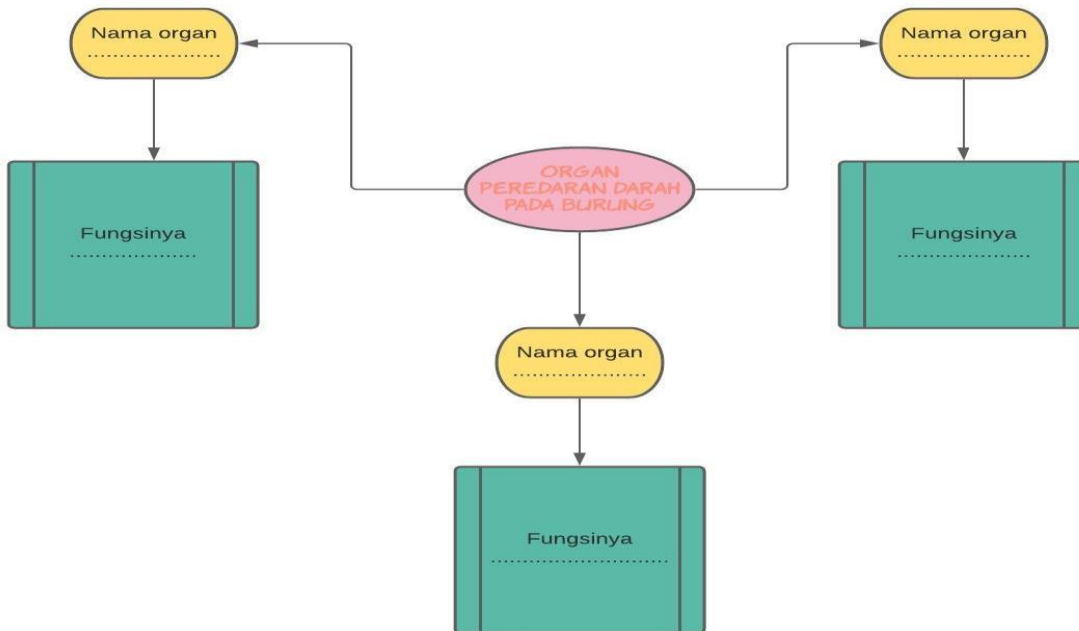 Nama organ
........................
Nama organ
........................
ORGAN
PEREDARAN DARAH
PADA BURUNG
Fungsinya
......................
Fungsinya
.......................
Nama organ
........................
Fungsinya
...............................